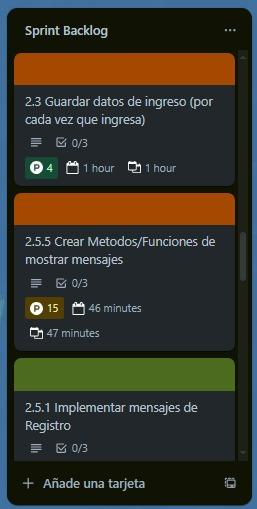 Sprint Backlog
2.3 Guardar datos de ingreso (por
cada vez que ingresa)
0/3
P 4 1 hour 1 hour
2.5.5 Crear Metodos/Funciones de
mostrar mensajes
0/3
P 15 46 minutes
47 minutes
2.5.1 Implementar mensajes de
Registro
0/3
Añade una tarjeta